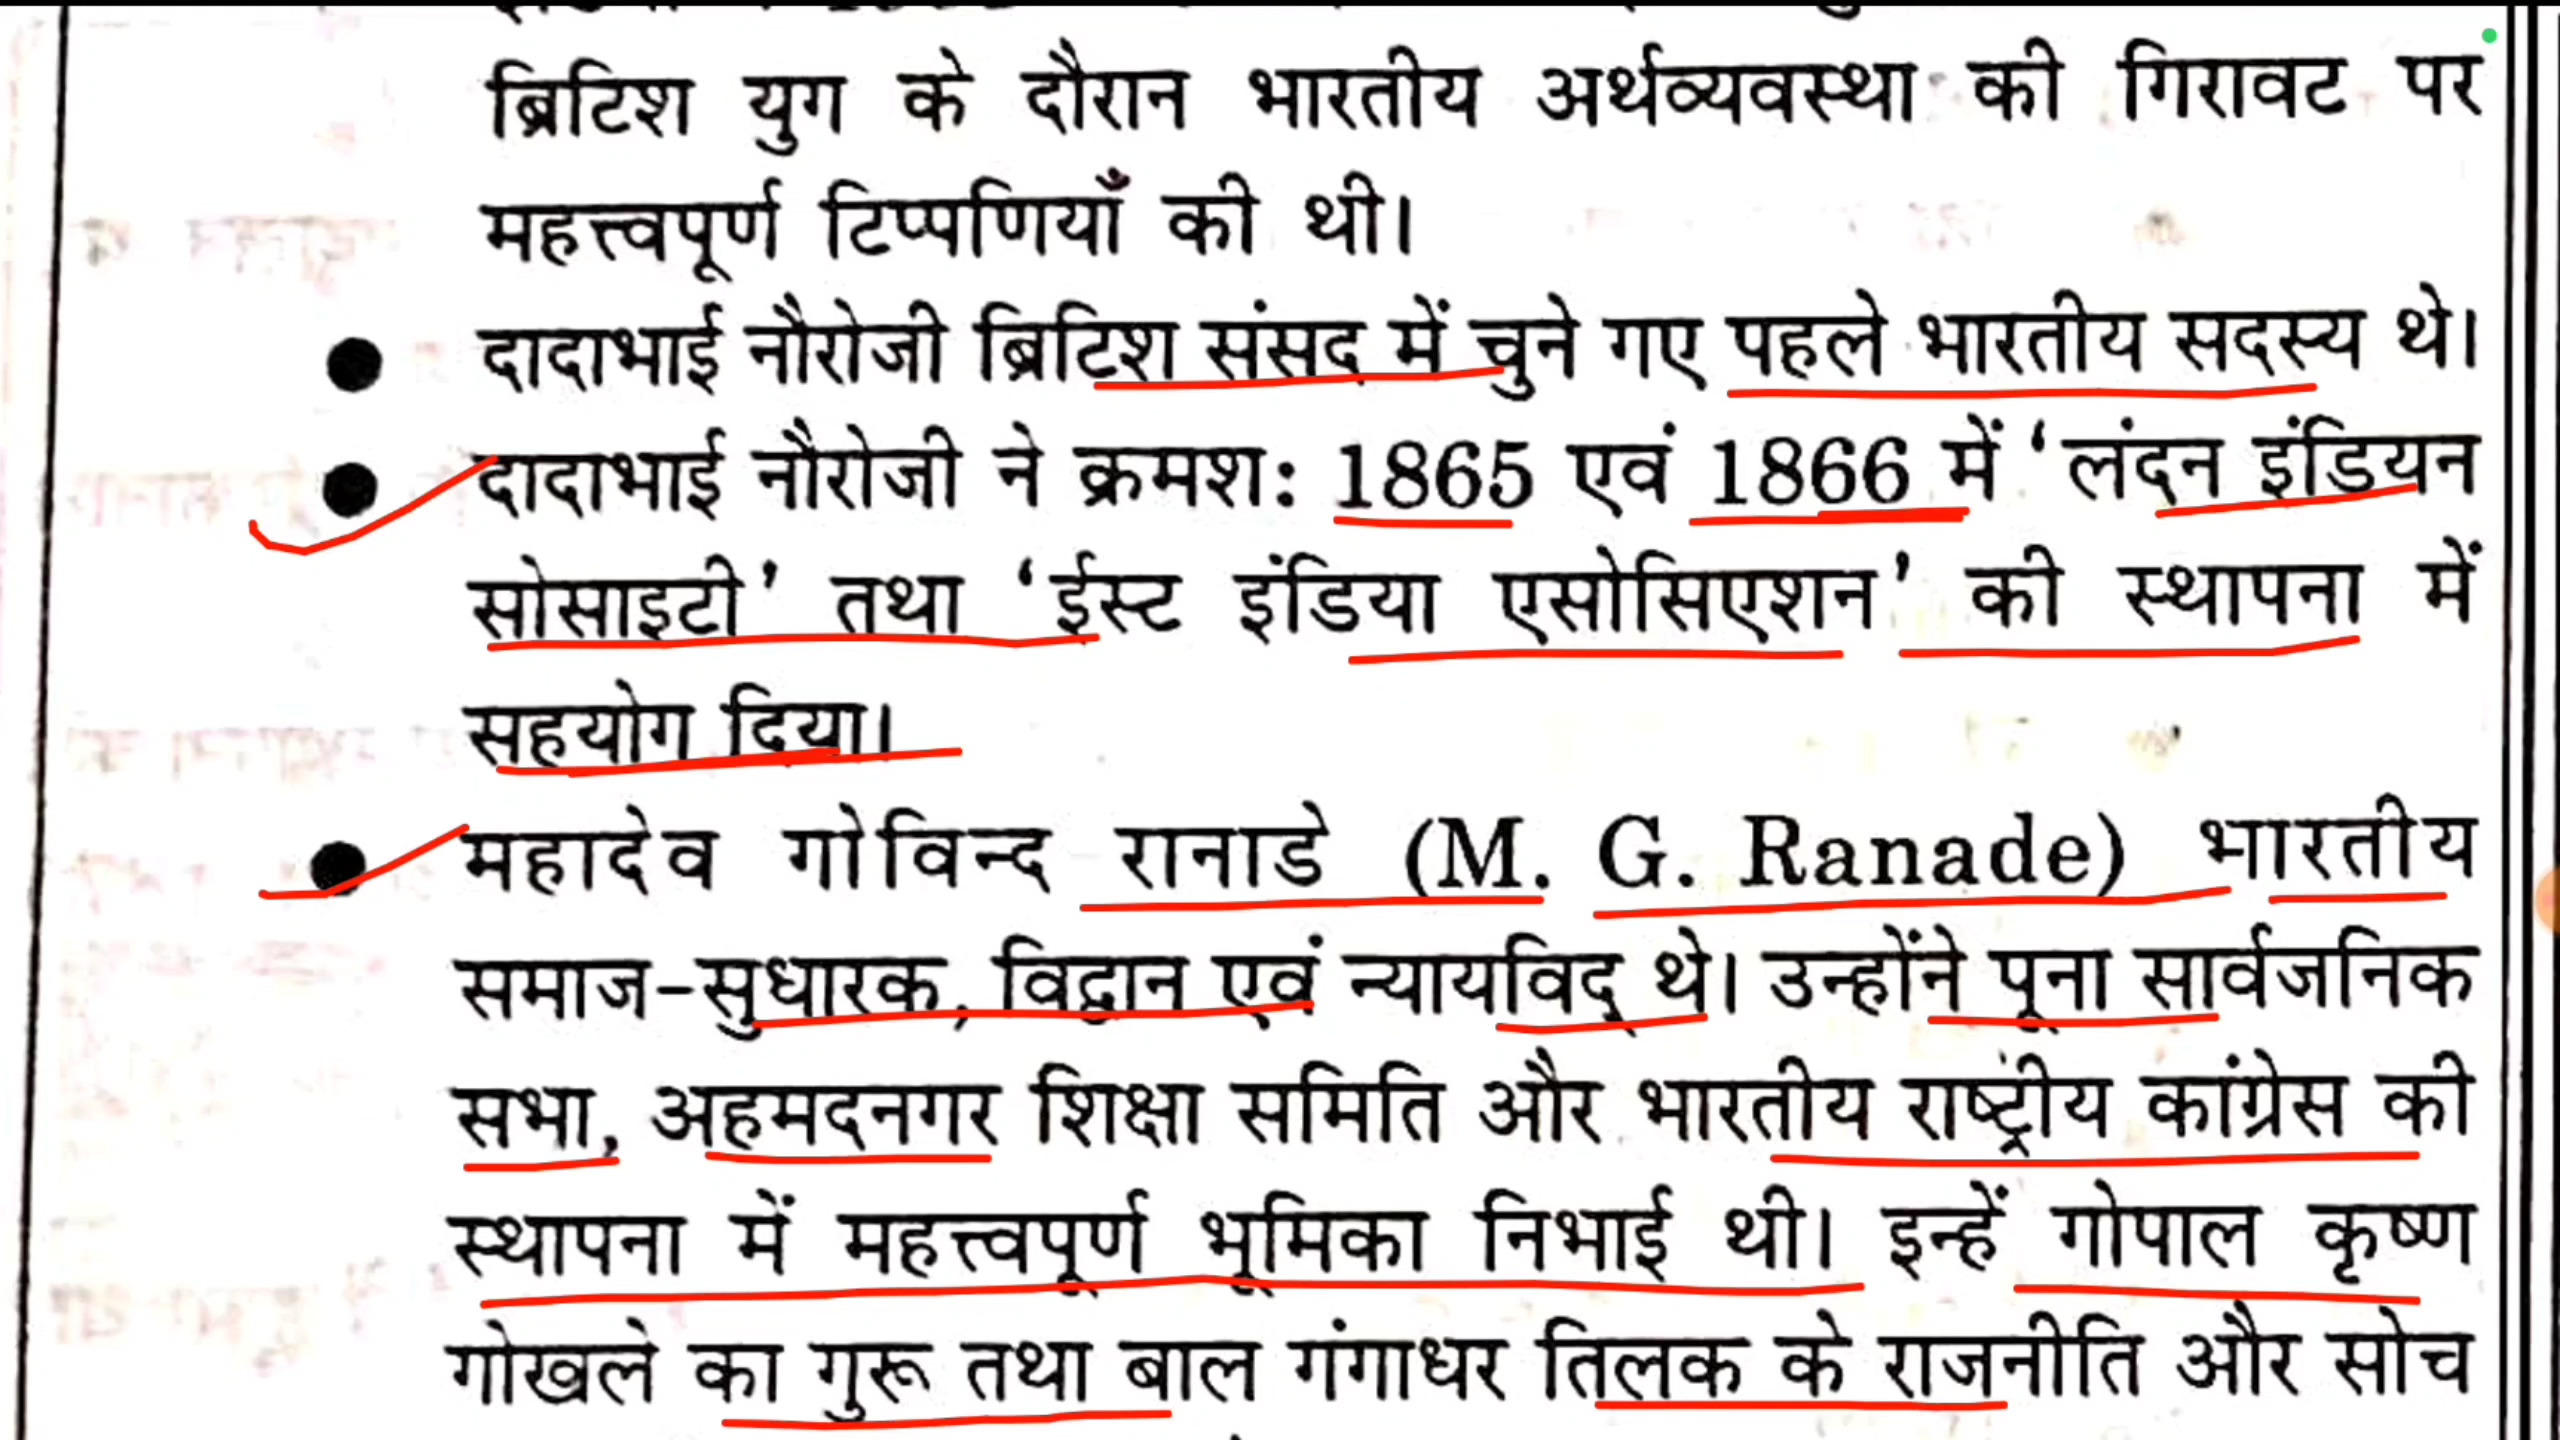 ब्रिटिश युग के दौरान भारतीय अर्थव्यवस्था की गिरावट पर
महत्त्वपूर्ण टिप्पणियाँ की थी।
● दादाभाई नौरोजी ब्रिटिश संसद में चुने गए पहले भारतीय सदस्य थे।
● दादाभाई नौरोजी ने क्रमश: 1865 एवं 1866 में ‘लंदन इंडियन
सोसाइटी’ तथा ‘ईस्ट इंडिया एसोसिएशन’ की स्थापना में
सहयोग दिया।
● महादेव गोविन्द रानाडे (M. G. Ranade) भारतीय
समाज-सुधारक, विद्वान एवं न्यायविद् थे। उन्होंने पूना सार्वजनिक
सभा, अहमदनगर शिक्षा समिति और भारतीय राष्ट्रीय कांग्रेस की
स्थापना में महत्त्वपूर्ण भूमिका निभाई थी। इन्हें गोपाल कृष्ण
गोखले का गुरू तथा बाल गंगाधर तिलक के राजनीति और सोच